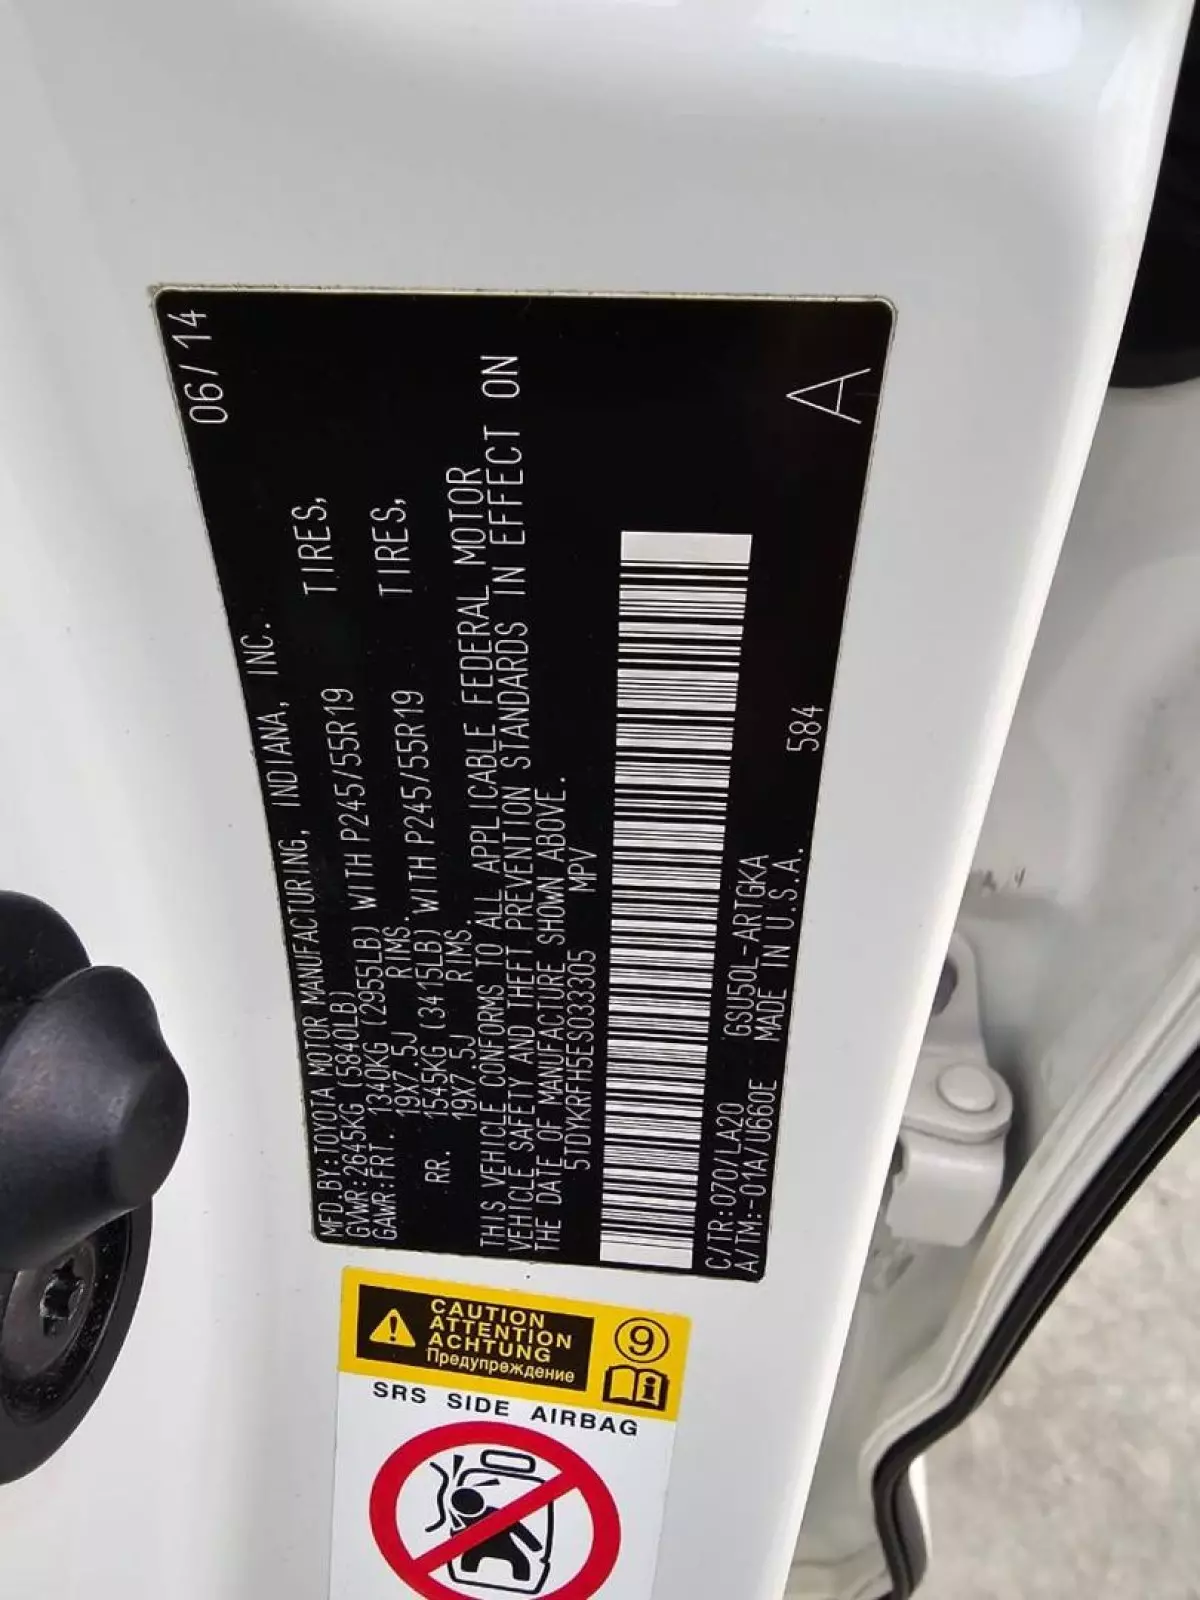 06/14
MFD.BY:TOYOTA MOTOR MANUFACTURING, INDIANA, INC.
GVWR:2645KG (5840LB)
GAWR:FRT. 1340KG (2955LB) WITH P245/55R19 TIRES,
19X7.5J RIMS.
RR. 1545KG (3415LB) WITH P245/55R19 TIRES,
19X7.5J RIMS.
THIS VEHICLE CONFORMS TO ALL APPLICABLE FEDERAL MOTOR
VEHICLE SAFETY AND THEFT PREVENTION STANDARDS IN EFFECT ON
THE DATE OF MANUFACTURE SHOWN ABOVE.
5TDYKRFH5ES033305 MPV
C/TR:070/LA20 GSU50L-ARTGKA 584
A/TM:-01A/U660E MADE IN U.S.A.
A
CAUTION
ATTENTION
ACHTUNG
Предупреждение
9
SRS SIDE AIRBAG